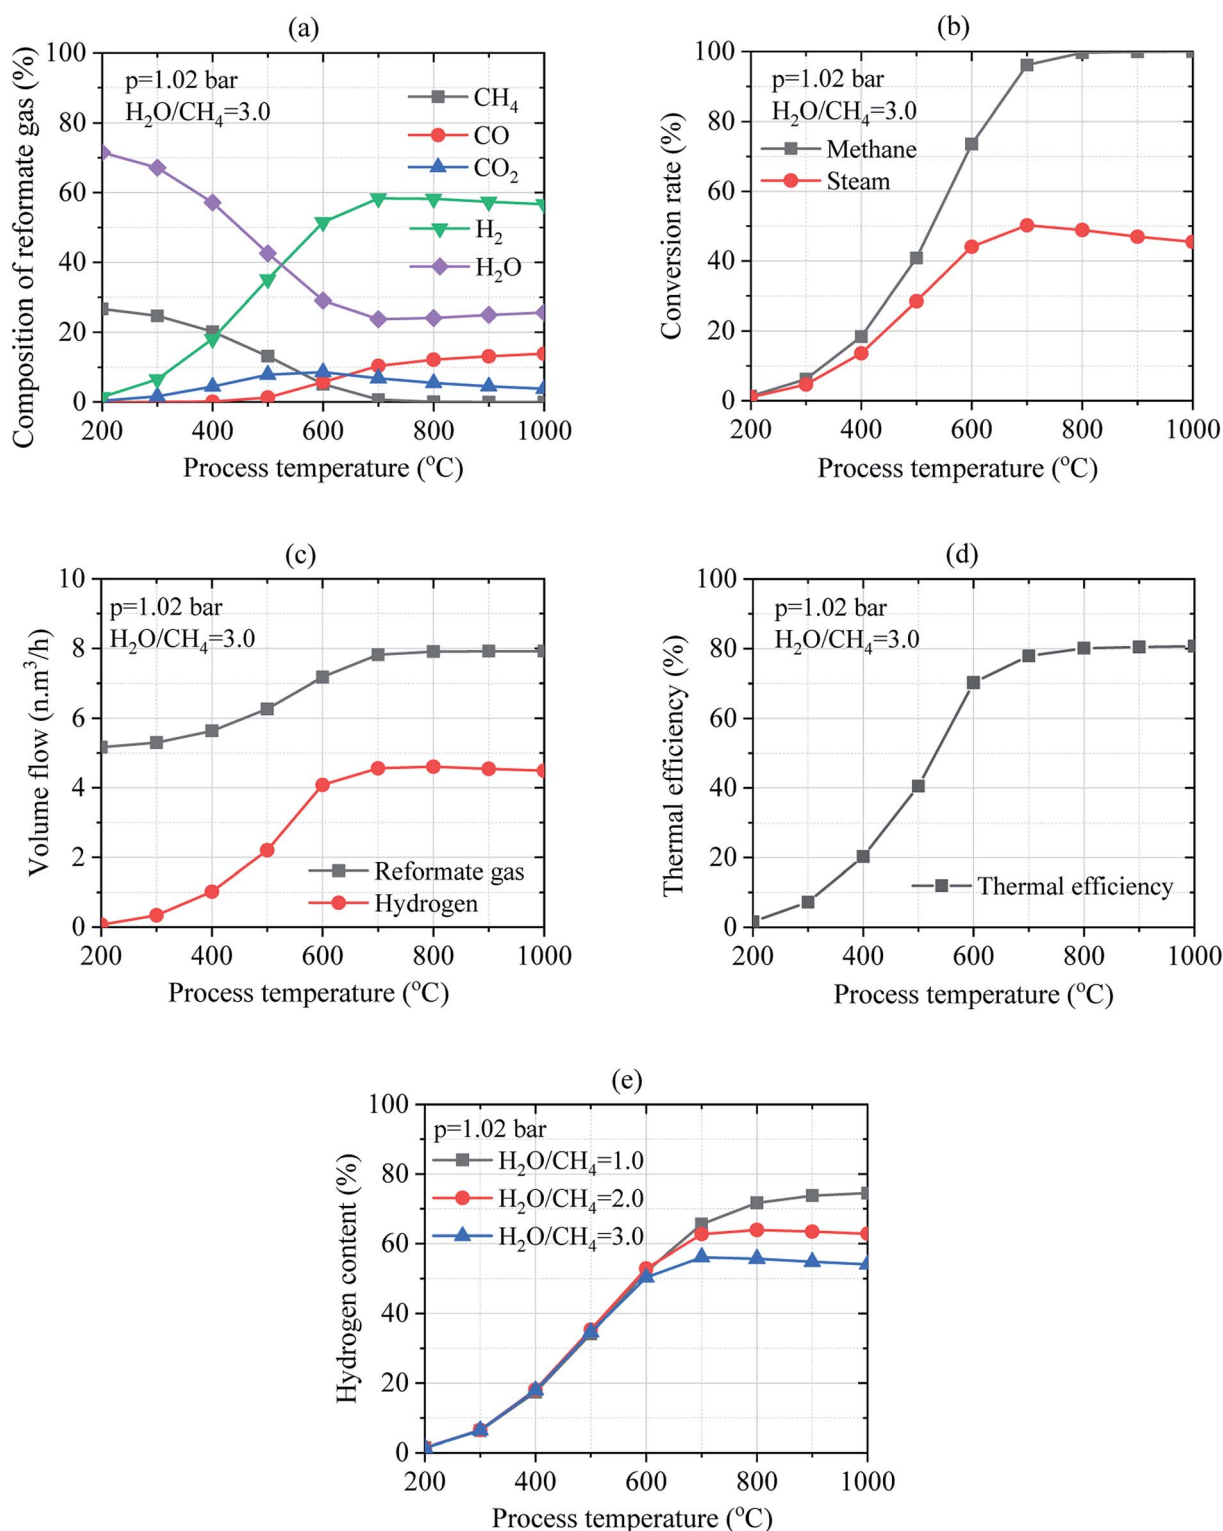 (a)
Composition of reformate gas (%)
100
80
60
40
20
0
p=1.02 bar
H₂O/CH₄=3.0
CH₄
CO
CO₂
H₂
H₂O
200 400 600 800 1000
Process temperature (°C)
(b)
Conversion rate (%)
100
80
60
40
20
0
p=1.02 bar
H₂O/CH₄=3.0
Methane
Steam
200 400 600 800 1000
Process temperature (°C)
(c)
Volume flow (n.m³/h)
10
8
6
4
2
0
p=1.02 bar
H₂O/CH₄=3.0
Reformate gas
Hydrogen
200 400 600 800 1000
Process temperature (°C)
(d)
Thermal efficiency (%)
100
80
60
40
20
0
p=1.02 bar
H₂O/CH₄=3.0
Thermal efficiency
200 400 600 800 1000
Process temperature (°C)
(e)
Hydrogen content (%)
100
80
60
40
20
0
p=1.02 bar
H₂O/CH₄=1.0
H₂O/CH₄=2.0
H₂O/CH₄=3.0
200 400 600 800 1000
Process temperature (°C)